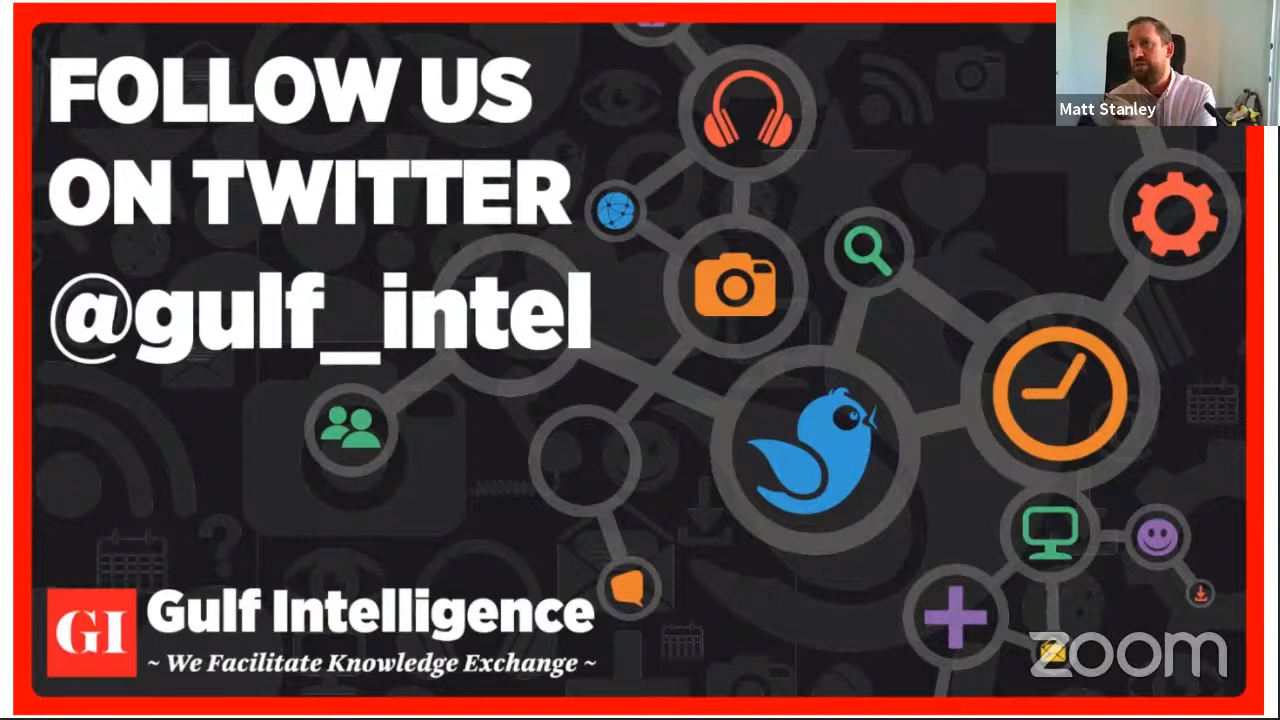 FOLLOW US
ON TWITTER
@gulf_intel
Matt Stanley
GI
Gulf Intelligence
~ We Facilitate Knowledge Exchange ~
zoom